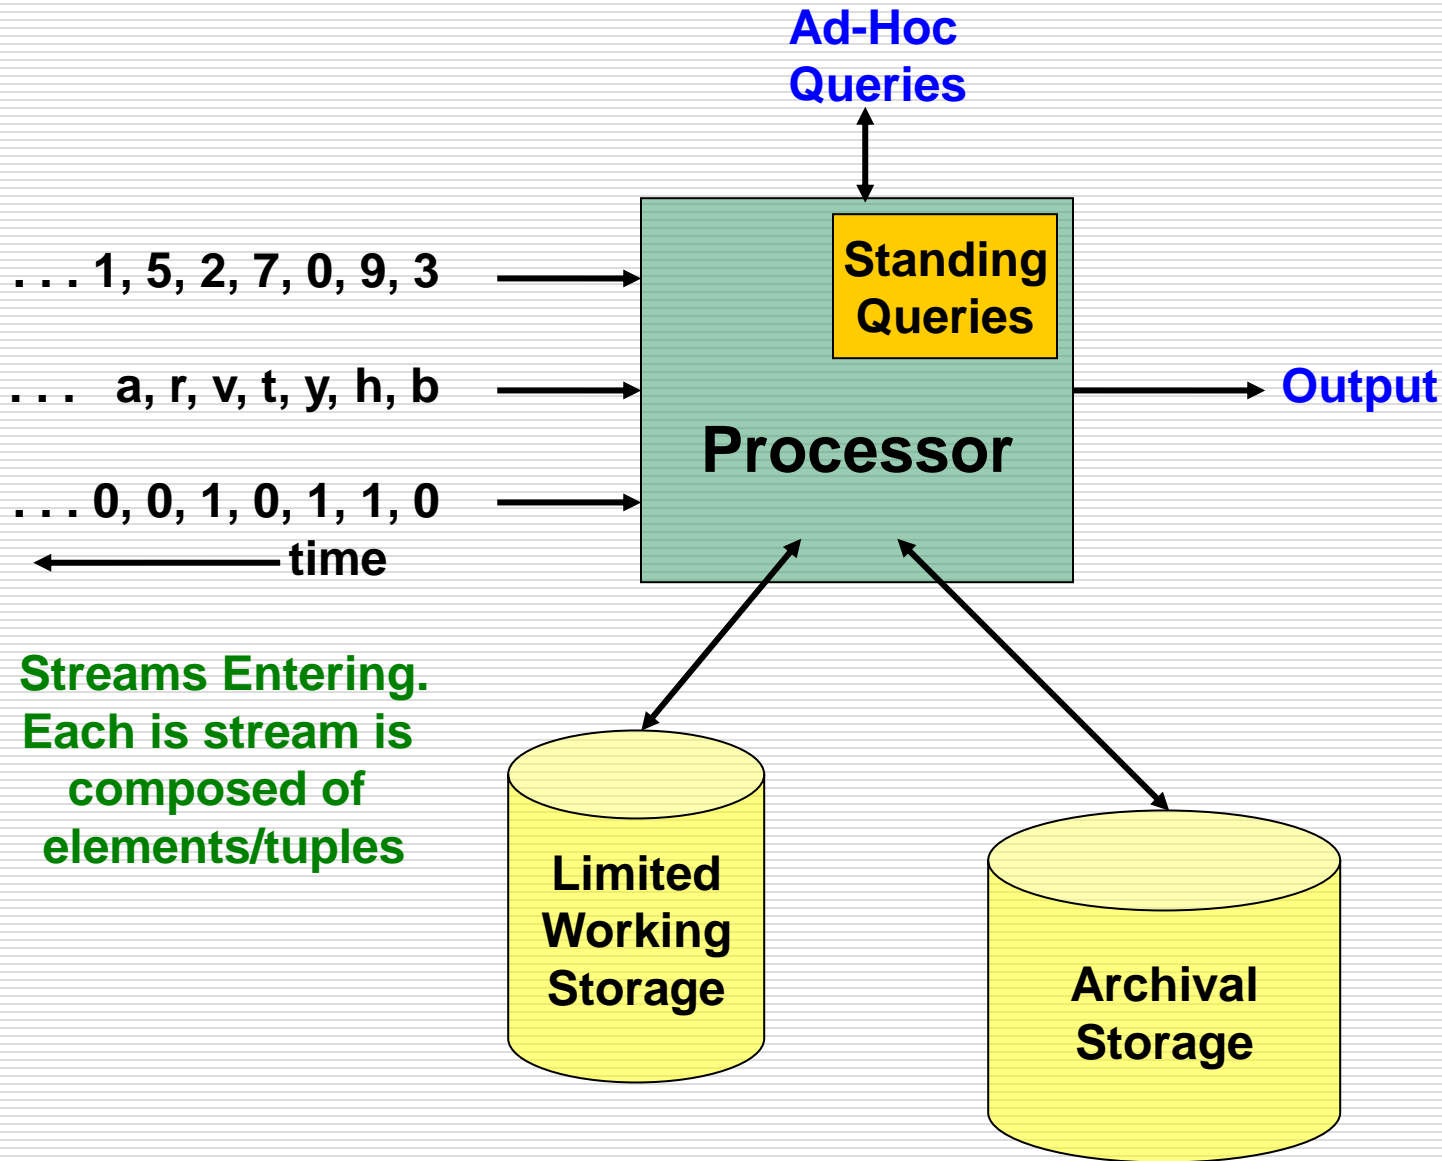 Ad-Hoc
Queries
Standing
Queries
. . . 1, 5, 2, 7, 0, 9, 3
. . . a, r, v, t, y, h, b
Output
Processor
. . . 0, 0, 1, 0, 1, 1, 0
time
Streams Entering.
Each is stream is
composed of
elements/tuples
Limited
Working
Storage
Archival
Storage